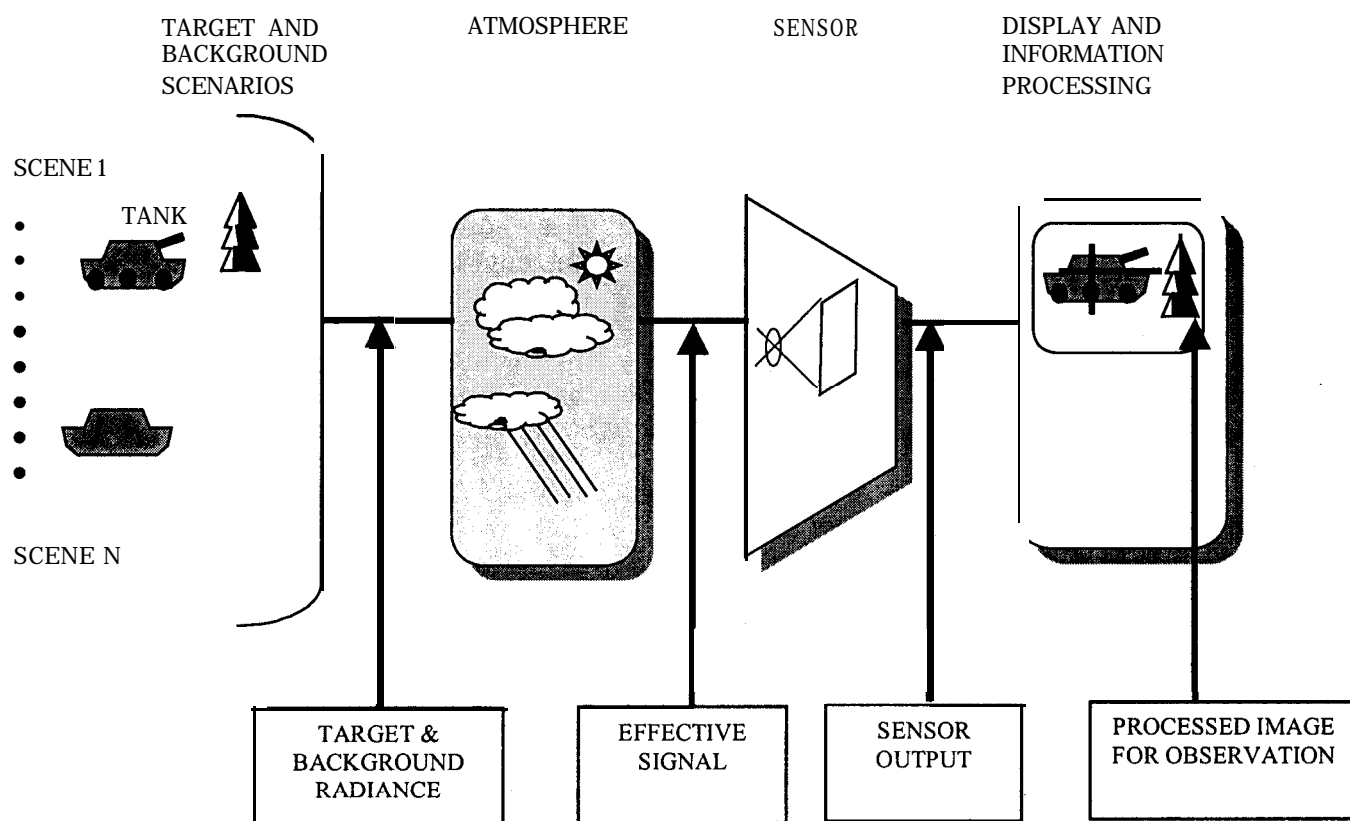 TARGET AND
BACKGROUND
SCENARIOS
ATMOSPHERE
SENSOR
DISPLAY AND
INFORMATION
PROCESSING
SCENE 1
TANK
SCENE N
TARGET &
BACKGROUND
RADIANCE
EFFECTIVE
SIGNAL
SENSOR
OUTPUT
PROCESSED IMAGE
FOR OBSERVATION